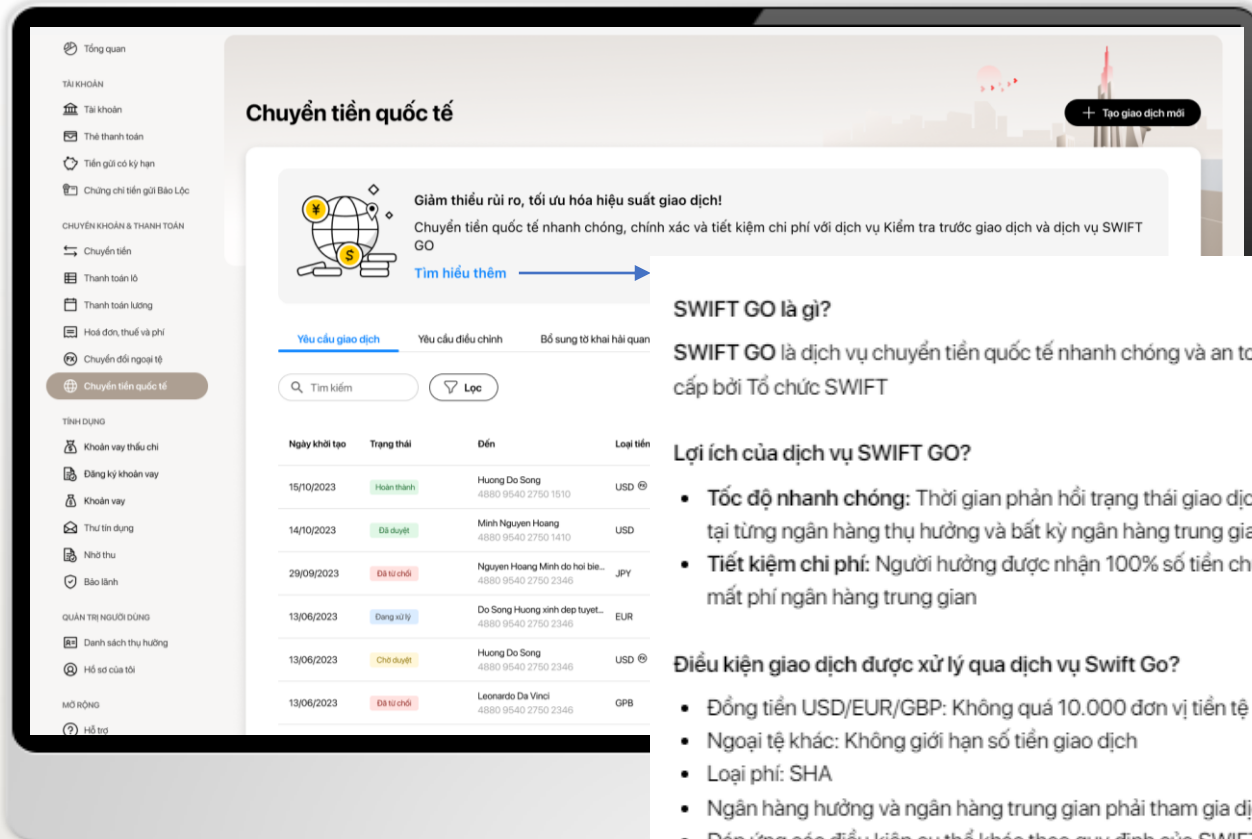 Tổng quan
TÀI KHOẢN
Tài khoản
Thẻ thanh toán
Tiền gửi có kỳ hạn
Chứng chỉ tiền gửi Bảo Lộc
CHUYỂN KHOẢN & THANH TOÁN
Chuyển tiền
Thanh toán lô
Thanh toán lương
Hoá đơn, thuế và phí
Chuyển đổi ngoại tệ
Chuyển tiền quốc tế
TÍNH DỤNG
Khoản vay thấu chi
Đăng ký khoản vay
Khoản vay
Thư tín dụng
Nhờ thu
Bảo lãnh
QUẢN TRỊ NGƯỜI DÙNG
Danh sách thụ hưởng
Hồ sơ của tôi
MỞ RỘNG
Hỗ trợ
Chuyển tiền quốc tế
Tạo giao dịch mới
Giảm thiểu rủi ro, tối ưu hóa hiệu suất giao dịch!
Chuyển tiền quốc tế nhanh chóng, chính xác và tiết kiệm chi phí với dịch vụ Kiểm tra trước giao dịch và dịch vụ SWIFT
GO
Tìm hiểu thêm
Yêu cầu giao dịch Yêu cầu điều chỉnh Bổ sung tờ khai hải quan
Tìm kiếm Lọc
Ngày khởi tạo Trạng thái Đến Loại tiền
15/10/2023 Hoàn thành Huong Do Song USD
4880 9540 2750 1510
14/10/2023 Đã duyệt Minh Nguyen Hoang USD
4880 9540 2750 1410
29/09/2023 Đã từ chối Nguyen Hoang Minh do hoi bie... JPY
4880 9540 2750 2346
13/06/2023 Đang xử lý Do Song Huong xinh dep tuyet... EUR
4880 9540 2750 2346
13/06/2023 Chờ duyệt Huong Do Song USD
4880 9540 2750 2346
13/06/2023 Đã từ chối Leonardo Da Vinci GPB
4880 9540 2750 2346
SWIFT GO là gì?
SWIFT GO là dịch vụ chuyển tiền quốc tế nhanh chóng và an to
cấp bởi Tổ chức SWIFT
Lợi ích của dịch vụ SWIFT GO?
Tốc độ nhanh chóng: Thời gian phản hồi trạng thái giao dịc
tại từng ngân hàng thụ hưởng và bất kỳ ngân hàng trung gia
Tiết kiệm chi phí: Người hưởng được nhận 100% số tiền ch
mất phí ngân hàng trung gian
Điều kiện giao dịch được xử lý qua dịch vụ Swift Go?
Đồng tiền USD/EUR/GBP: Không quá 10.000 đơn vị tiền tệ
Ngoại tệ khác: Không giới hạn số tiền giao dịch
Loại phí: SHA
Ngân hàng hưởng và ngân hàng trung gian phải tham gia dị
Đáp ứng các điều kiện cụ thể khác theo quy định của SWIFT